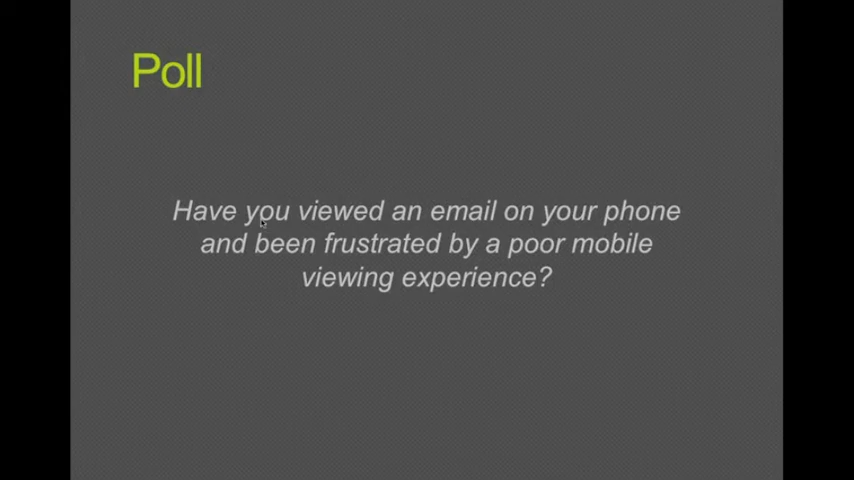 Poll
Have you viewed an email on your phone
and been frustrated by a poor mobile
viewing experience?